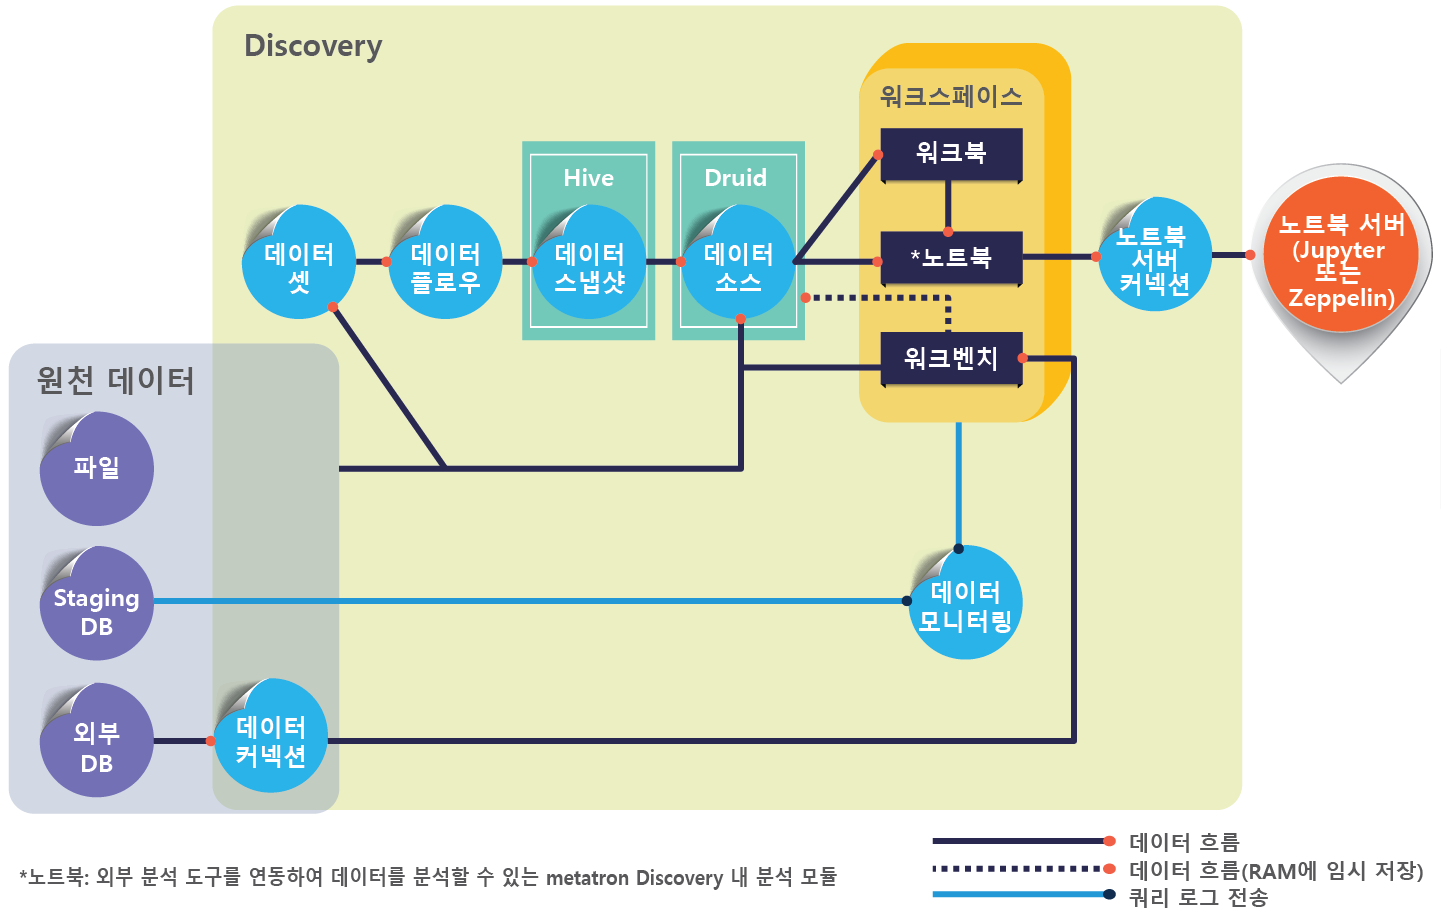 Discovery
워크스페이스
워크북
*노트북
워크벤치
Hive
Druid
데이터
셋
데이터
플로우
데이터
스냅샷
데이터
소스
노트북
서버
커넥션
노트북 서버
(Jupyter
또는
Zeppelin)
원천 데이터
파일
Staging
DB
외부
DB
데이터
커넥션
데이터
모니터링
데이터 흐름
데이터 흐름(RAM에 임시 저장)
쿼리 로그 전송
*노트북: 외부 분석 도구를 연동하여 데이터를 분석할 수 있는 metatron Discovery 내 분석 모듈